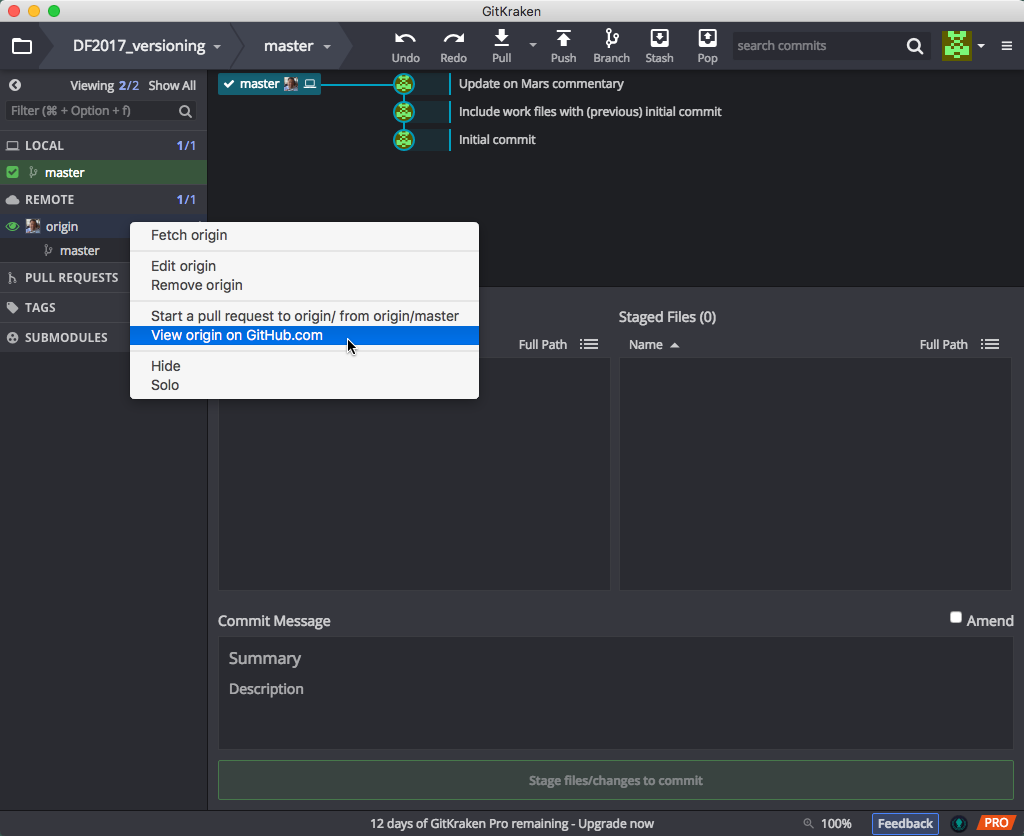 GitKraken
DF2017_versioning
master
Undo
Redo
Pull
Push
Branch
Stash
Pop
search commits
Viewing 2/2 Show All
Filter (⌘ + Option + f)
LOCAL 1/1
master
REMOTE 1/1
origin
master
PULL REQUESTS
TAGS
SUBMODULES
master
Update on Mars commentary
Include work files with (previous) initial commit
Initial commit
Fetch origin
Edit origin
Remove origin
Start a pull request to origin/ from origin/master
View origin on GitHub.com
Hide
Solo
Full Path
Staged Files (0)
Name
Full Path
Commit Message
Amend
Summary
Description
Stage files/changes to commit
12 days of GitKraken Pro remaining - Upgrade now
100%
Feedback
PRO